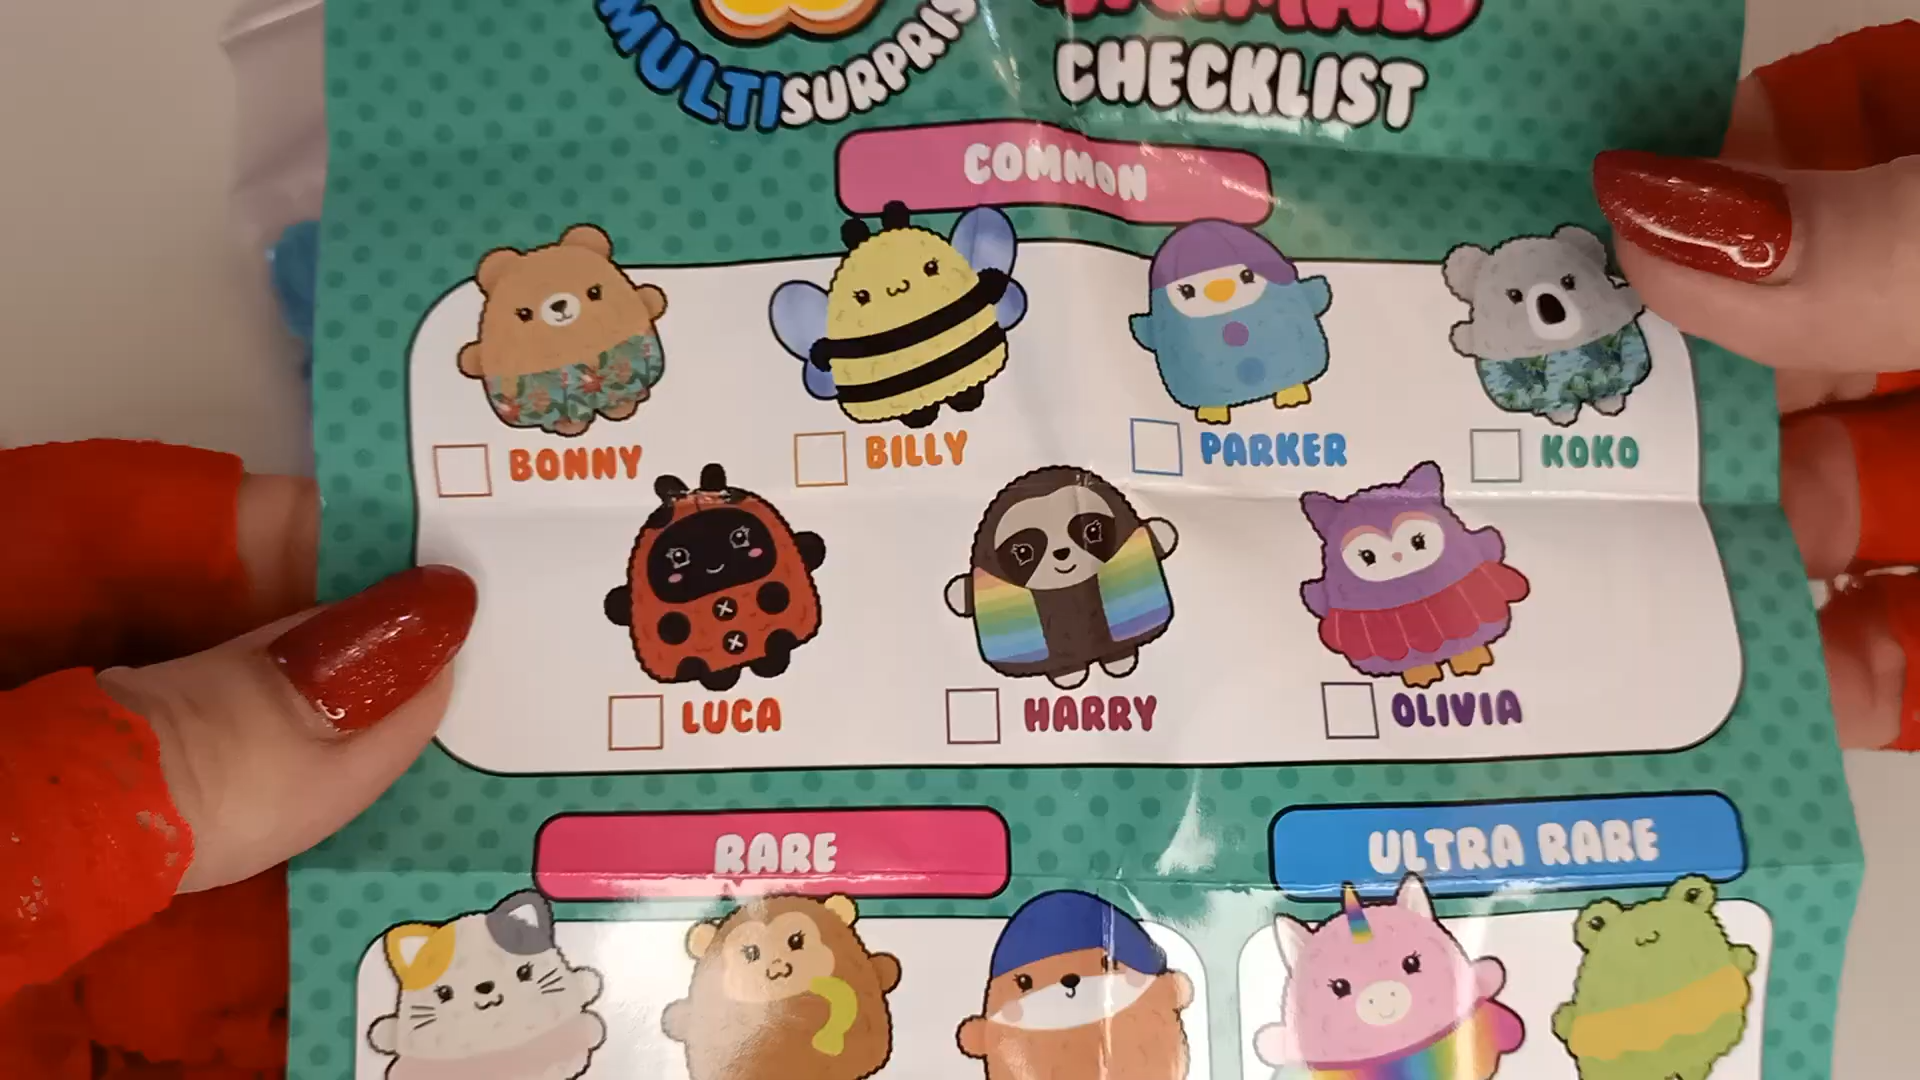 MULTISURPRIS
CHECKLIST
COMMON
BONNY
BILLY
PARKER
KOKO
LUCA
HARRY
OLIVIA
RARE
ULTRA RARE